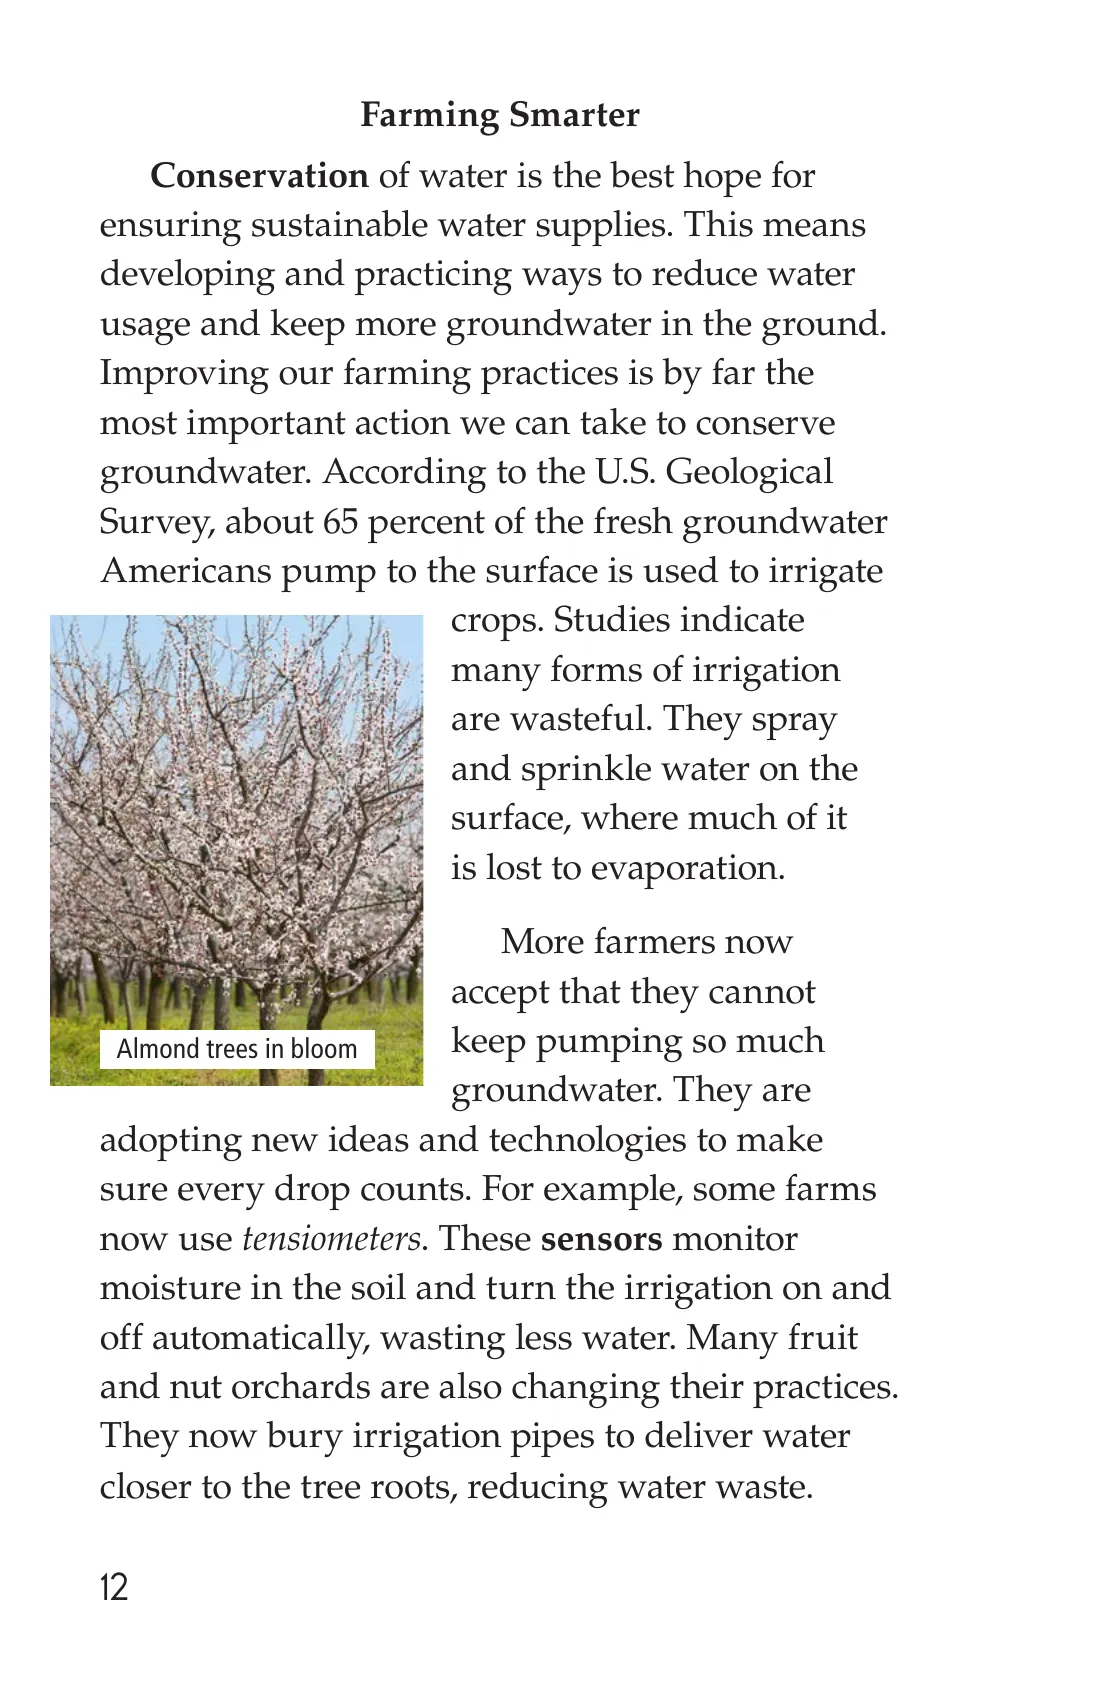 Farming Smarter
Conservation of water is the best hope for
ensuring sustainable water supplies. This means
developing and practicing ways to reduce water
usage and keep more groundwater in the ground.
Improving our farming practices is by far the
most important action we can take to conserve
groundwater. According to the U.S. Geological
Survey, about 65 percent of the fresh groundwater
Americans pump to the surface is used to irrigate
crops. Studies indicate
many forms of irrigation
are wasteful. They spray
and sprinkle water on the
surface, where much of it
is lost to evaporation.
More farmers now
accept that they cannot
keep pumping so much
groundwater. They are
Almond trees in bloom
adopting new ideas and technologies to make
sure every drop counts. For example, some farms
now use tensiometers. These sensors monitor
moisture in the soil and turn the irrigation on and
off automatically, wasting less water. Many fruit
and nut orchards are also changing their practices.
They now bury irrigation pipes to deliver water
closer to the tree roots, reducing water waste.
12